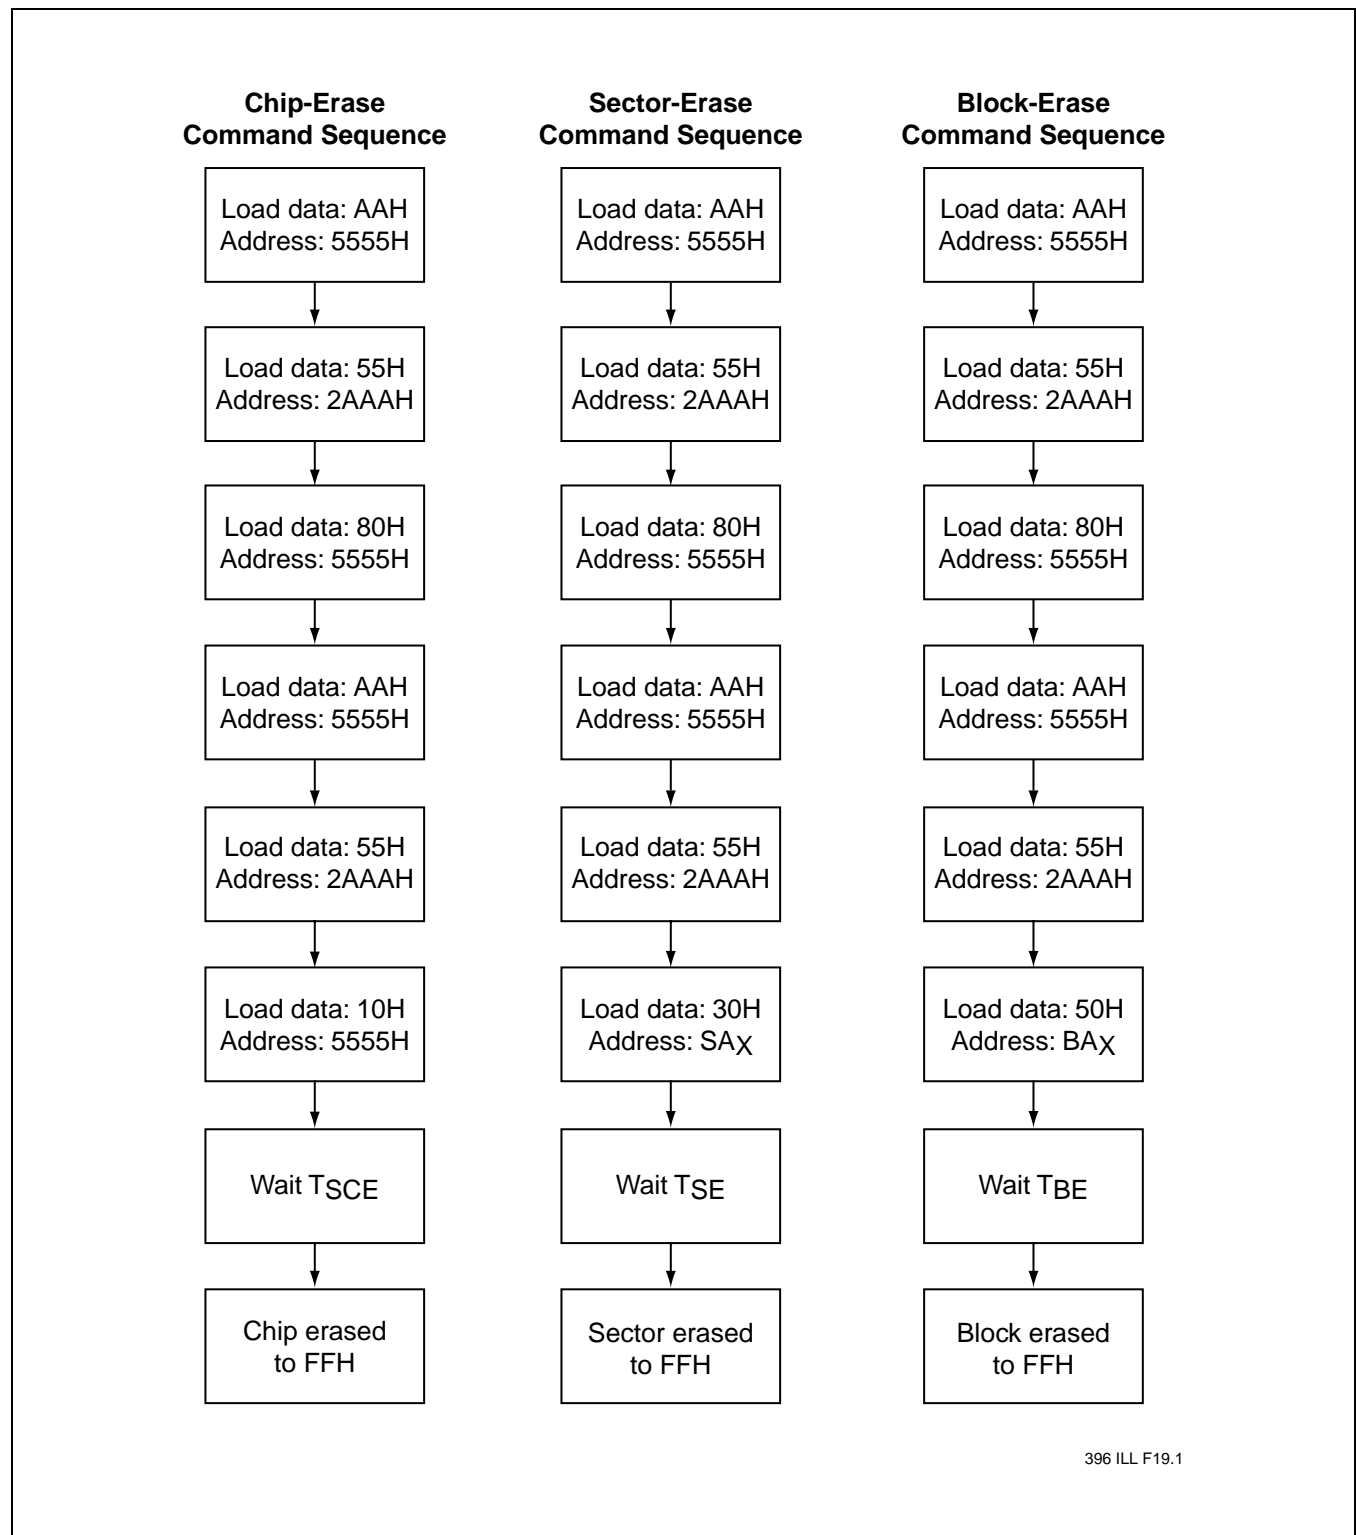 Chip-Erase
Command Sequence
Load data: AAH
Address: 5555H
Load data: 55H
Address: 2AAAH
Load data: 80H
Address: 5555H
Load data: AAH
Address: 5555H
Load data: 55H
Address: 2AAAH
Load data: 10H
Address: 5555H
Wait TSCE
Chip erased
to FFH
Sector-Erase
Command Sequence
Load data: AAH
Address: 5555H
Load data: 55H
Address: 2AAAH
Load data: 80H
Address: 5555H
Load data: AAH
Address: 5555H
Load data: 55H
Address: 2AAAH
Load data: 30H
Address: SAX
Wait TSE
Sector erased
to FFH
Block-Erase
Command Sequence
Load data: AAH
Address: 5555H
Load data: 55H
Address: 2AAAH
Load data: 80H
Address: 5555H
Load data: AAH
Address: 5555H
Load data: 55H
Address: 2AAAH
Load data: 50H
Address: BAX
Wait TBE
Block erased
to FFH
396 ILL F19.1